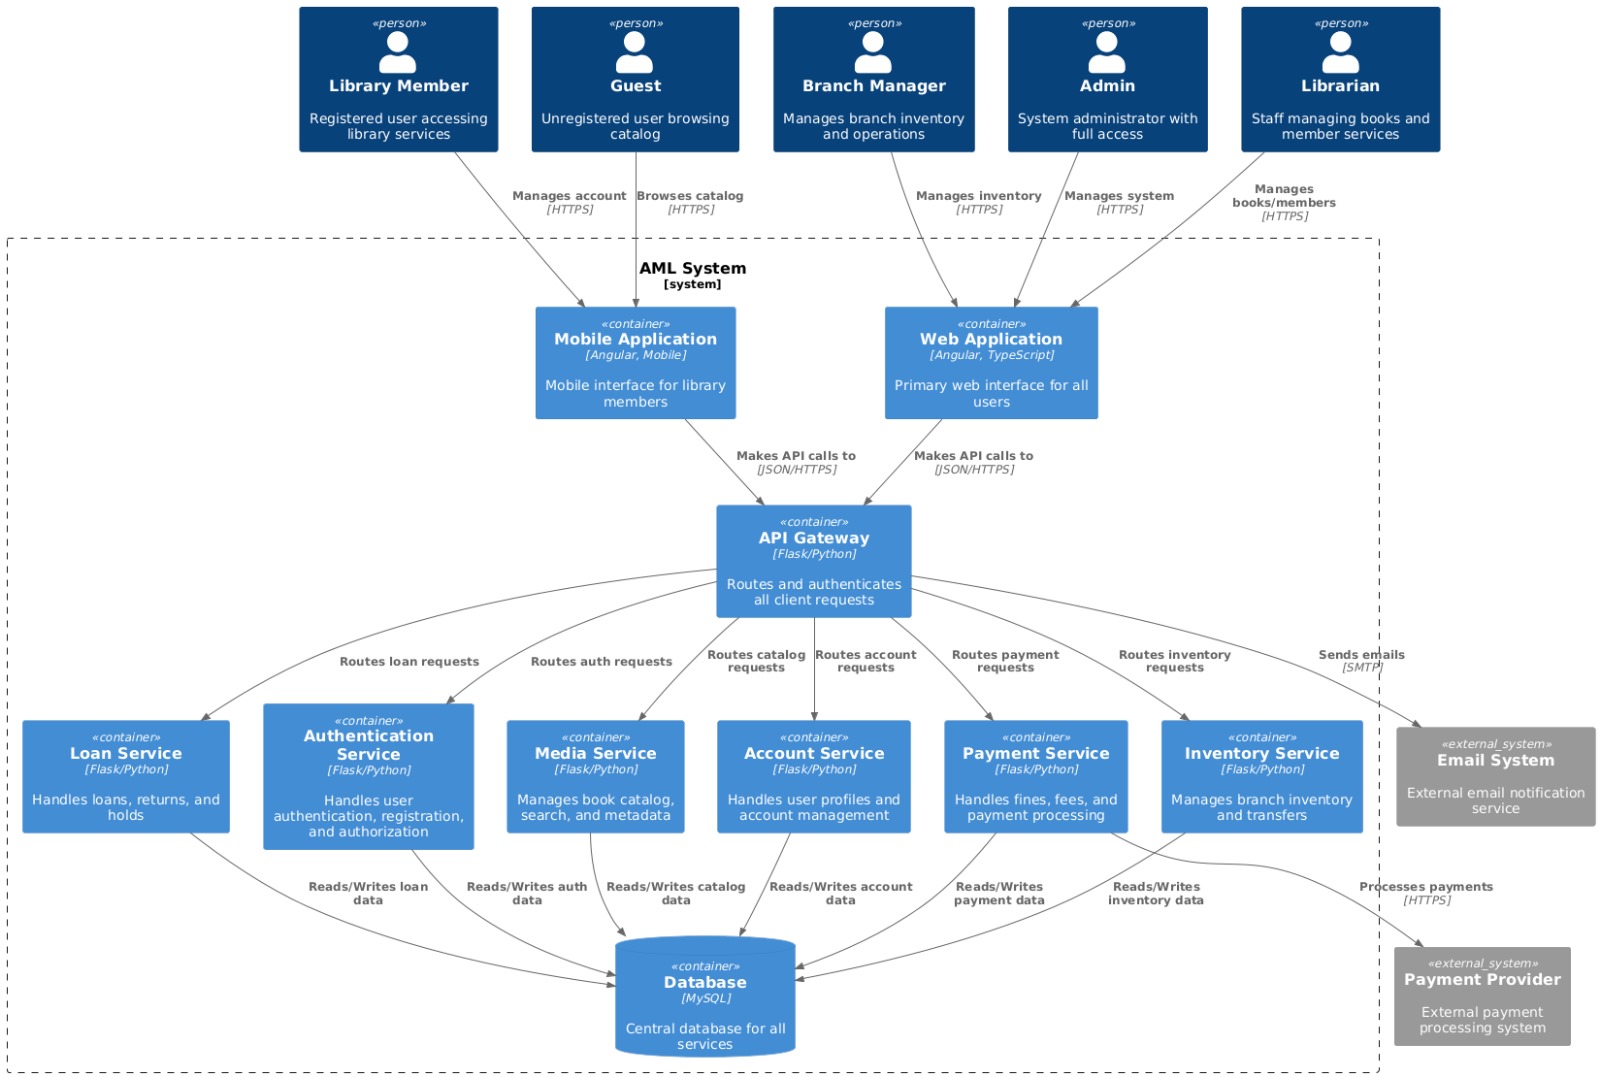 «person»
Library Member
Registered user accessing
library services
«person»
Guest
Unregistered user browsing
catalog
«person»
Branch Manager
Manages branch inventory
and operations
«person»
Admin
System administrator with
full access
«person»
Librarian
Staff managing books and
member services
Manages account
[HTTPS]
Browses catalog
[HTTPS]
Manages inventory
[HTTPS]
Manages system
[HTTPS]
Manages
books/members
[HTTPS]
AML System
[system]
«container»
Mobile Application
[Angular, Mobile]
Mobile interface for library
members
«container»
Web Application
[Angular, TypeScript]
Primary web interface for all
users
Makes API calls to
[JSON/HTTPS]
Makes API calls to
[JSON/HTTPS]
«container»
API Gateway
[Flask/Python]
Routes and authenticates
all client requests
Routes loan requests
Routes auth requests
Routes catalog
requests
Routes account
requests
Routes payment
requests
Routes inventory
requests
Sends emails
[SMTP]
«container»
Loan Service
[Flask/Python]
Handles loans, returns, and
holds
«container»
Authentication
Service
[Flask/Python]
Handles user
authentication, registration,
and authorization
«container»
Media Service
[Flask/Python]
Manages book catalog,
search, and metadata
«container»
Account Service
[Flask/Python]
Handles user profiles and
account management
«container»
Payment Service
[Flask/Python]
Handles fines, fees, and
payment processing
«container»
Inventory Service
[Flask/Python]
Manages branch inventory
and transfers
«external_system»
Email System
External email notification
service
Reads/Writes loan
data
Reads/Writes auth
data
Reads/Writes catalog
data
Reads/Writes account
data
Reads/Writes
payment data
Reads/Writes
inventory data
Processes payments
[HTTPS]
«container»
Database
[MySQL]
Central database for all
services
«external_system»
Payment Provider
External payment
processing system